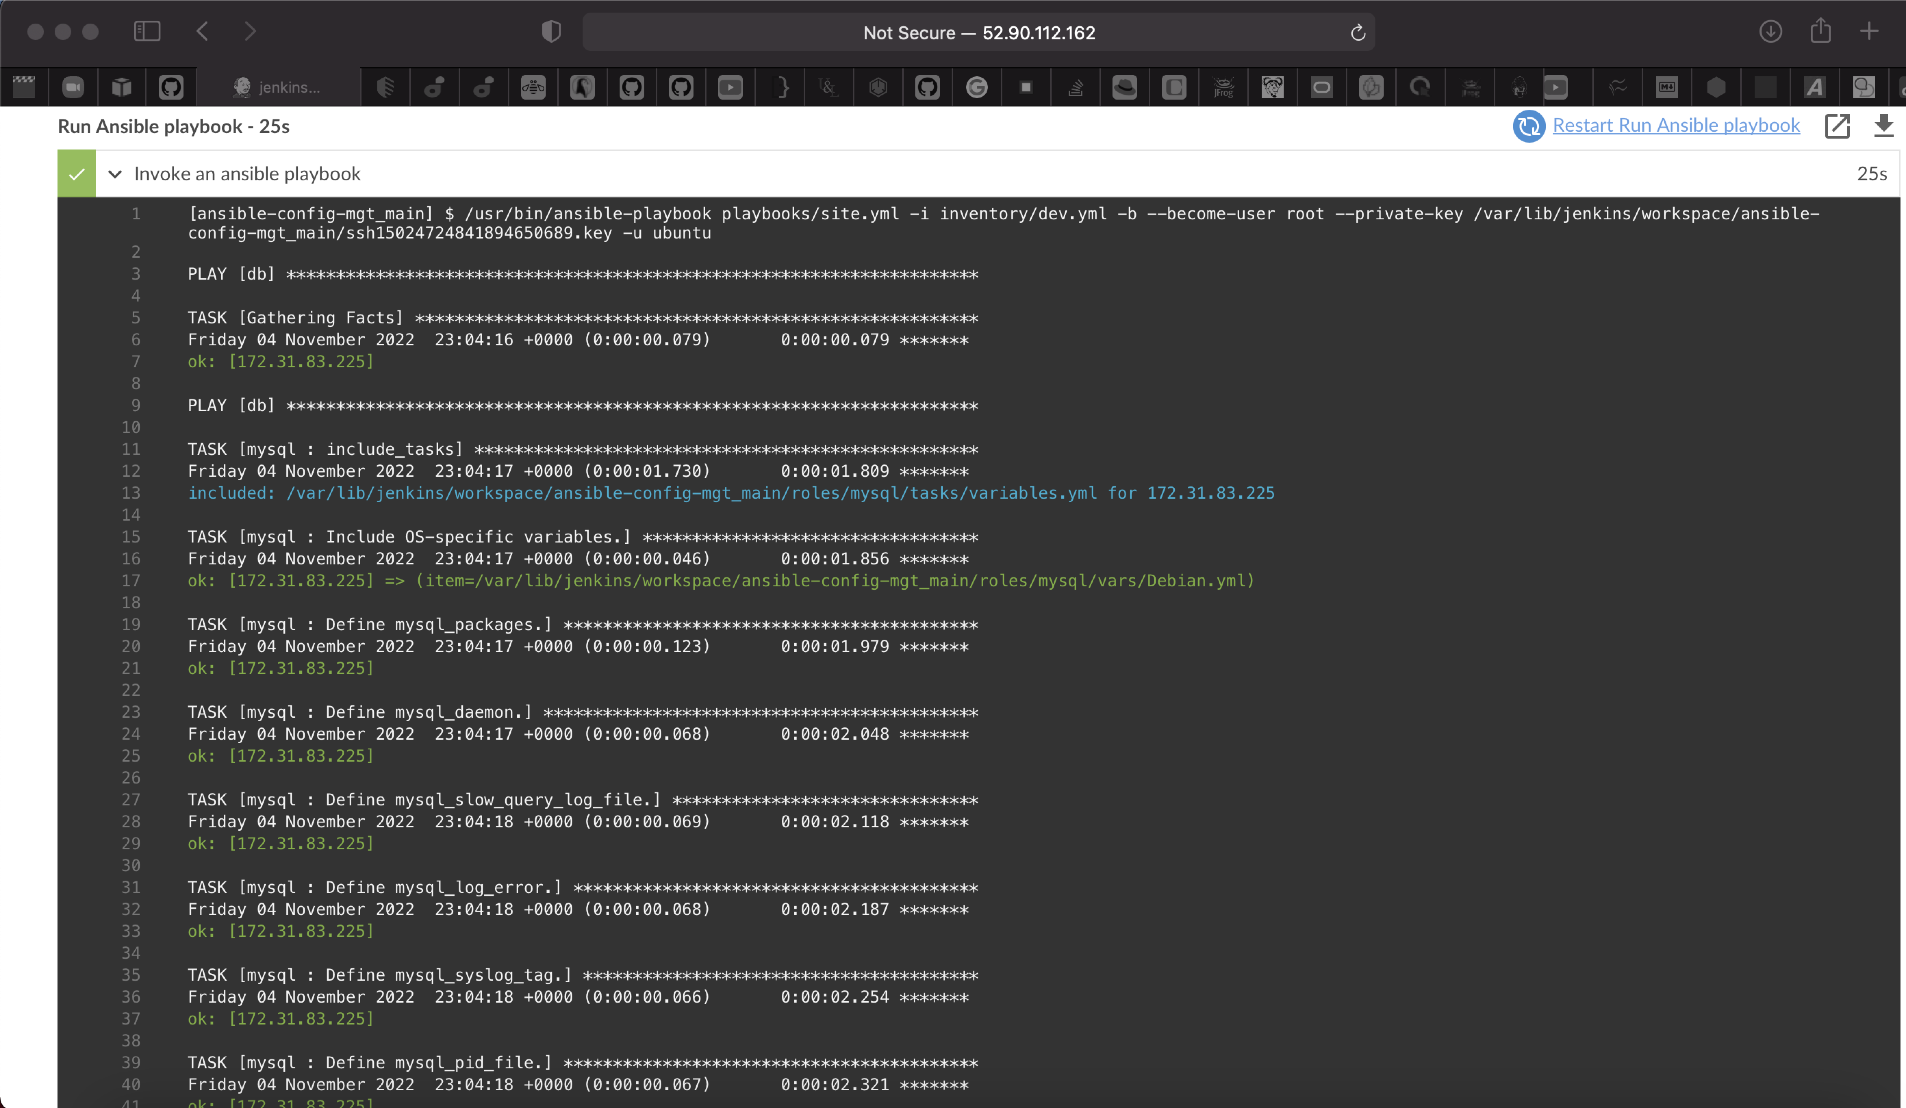 Not Secure — 52.90.112.162
jenkins...
Run Ansible playbook - 25s
Restart Run Ansible playbook
Invoke an ansible playbook
25s
1 [ansible-config-mgt_main] $ /usr/bin/ansible-playbook playbooks/site.yml -i inventory/dev.yml -b --become-user root --private-key /var/lib/jenkins/workspace/ansible-
config-mgt_main/ssh15024724841894650689.key -u ubuntu
2
3 PLAY [db] **********************************************************************
4
5 TASK [Gathering Facts] *********************************************************
6 Friday 04 November 2022  23:04:16 +0000 (0:00:00.079)       0:00:00.079 *******
7 ok: [172.31.83.225]
8
9 PLAY [db] **********************************************************************
10
11 TASK [mysql : include_tasks] ***************************************************
12 Friday 04 November 2022  23:04:17 +0000 (0:00:01.730)       0:00:01.809 *******
13 included: /var/lib/jenkins/workspace/ansible-config-mgt_main/roles/mysql/tasks/variables.yml for 172.31.83.225
14
15 TASK [mysql : Include OS-specific variables.] **********************************
16 Friday 04 November 2022  23:04:17 +0000 (0:00:00.046)       0:00:01.856 *******
17 ok: [172.31.83.225] => (item=/var/lib/jenkins/workspace/ansible-config-mgt_main/roles/mysql/vars/Debian.yml)
18
19 TASK [mysql : Define mysql_packages.] ******************************************
20 Friday 04 November 2022  23:04:17 +0000 (0:00:00.123)       0:00:01.979 *******
21 ok: [172.31.83.225]
22
23 TASK [mysql : Define mysql_daemon.] ********************************************
24 Friday 04 November 2022  23:04:17 +0000 (0:00:00.068)       0:00:02.048 *******
25 ok: [172.31.83.225]
26
27 TASK [mysql : Define mysql_slow_query_log_file.] *******************************
28 Friday 04 November 2022  23:04:18 +0000 (0:00:00.069)       0:00:02.118 *******
29 ok: [172.31.83.225]
30
31 TASK [mysql : Define mysql_log_error.] *****************************************
32 Friday 04 November 2022  23:04:18 +0000 (0:00:00.068)       0:00:02.187 *******
33 ok: [172.31.83.225]
34
35 TASK [mysql : Define mysql_syslog_tag.] ****************************************
36 Friday 04 November 2022  23:04:18 +0000 (0:00:00.066)       0:00:02.254 *******
37 ok: [172.31.83.225]
38
39 TASK [mysql : Define mysql_pid_file.] ******************************************
40 Friday 04 November 2022  23:04:18 +0000 (0:00:00.067)       0:00:02.321 *******
41 ok: [172.31.83.225]